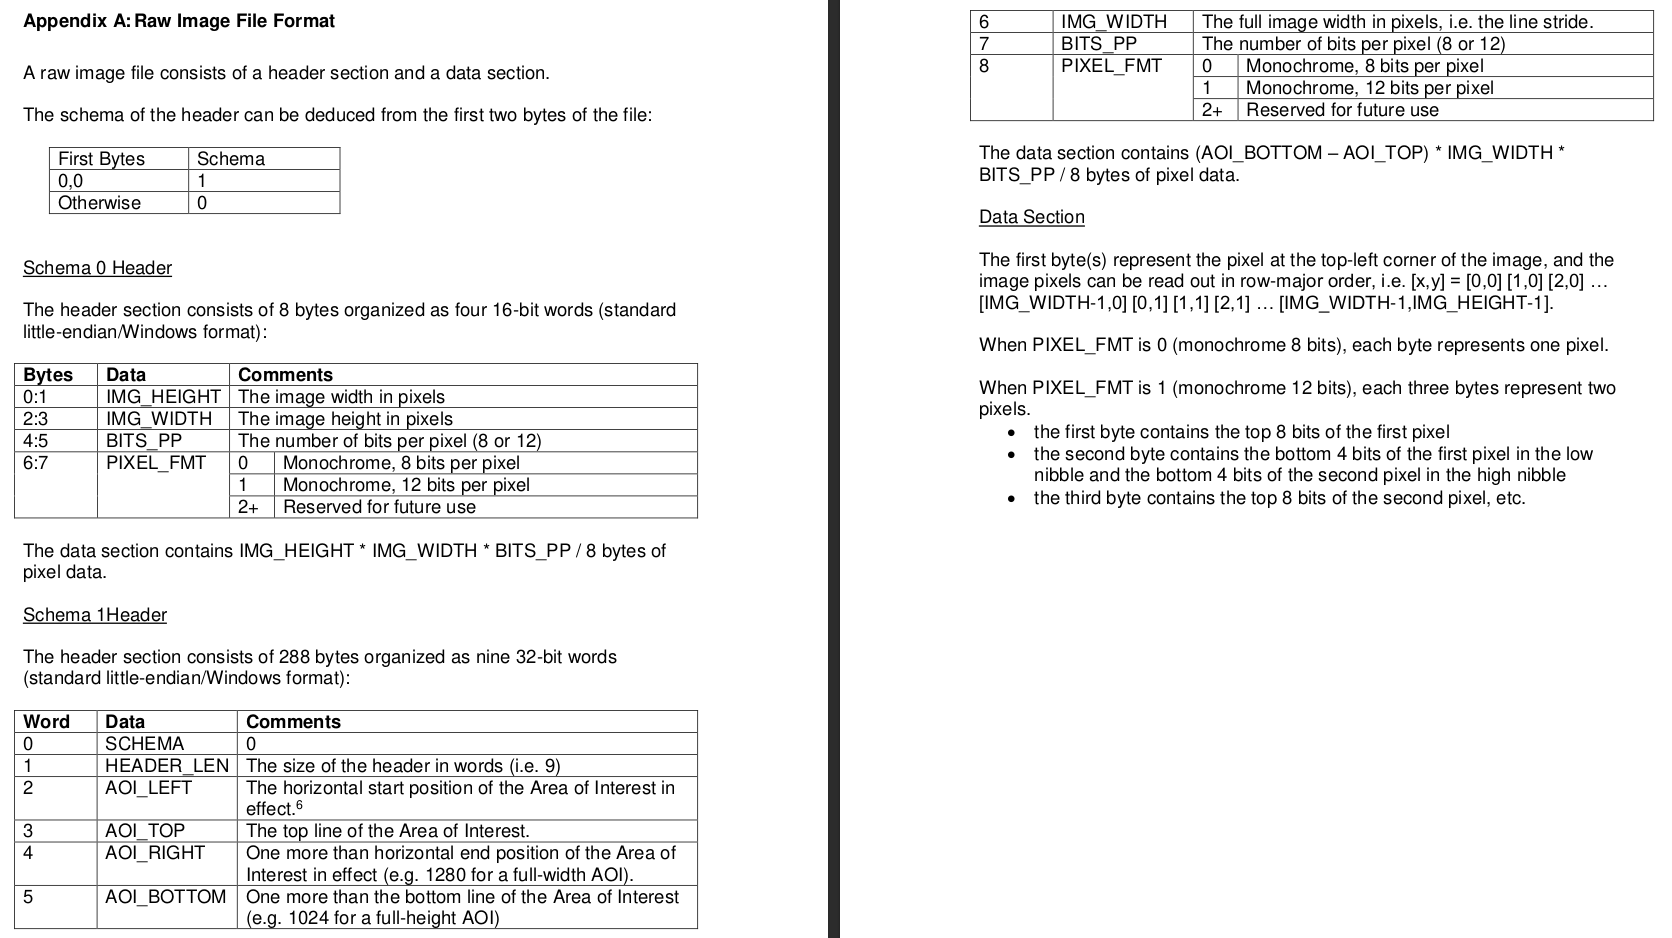 Appendix A: Raw Image File Format
A raw image file consists of a header section and a data section.
The schema of the header can be deduced from the first two bytes of the file:
First Bytes Schema
0,0 1
Otherwise 0
Schema 0 Header
The header section consists of 8 bytes organized as four 16-bit words (standard
little-endian/Windows format):
Bytes Data Comments
0:1 IMG_HEIGHT The image width in pixels
2:3 IMG_WIDTH The image height in pixels
4:5 BITS_PP The number of bits per pixel (8 or 12)
6:7 PIXEL_FMT 0 Monochrome, 8 bits per pixel
1 Monochrome, 12 bits per pixel
2+ Reserved for future use
The data section contains IMG_HEIGHT * IMG_WIDTH * BITS_PP / 8 bytes of
pixel data.
Schema 1Header
The header section consists of 288 bytes organized as nine 32-bit words
(standard little-endian/Windows format):
Word Data Comments
0 SCHEMA 0
1 HEADER_LEN The size of the header in words (i.e. 9)
2 AOI_LEFT The horizontal start position of the Area of Interest in
effect.6
3 AOI_TOP The top line of the Area of Interest.
4 AOI_RIGHT One more than horizontal end position of the Area of
Interest in effect (e.g. 1280 for a full-width AOI).
5 AOI_BOTTOM One more than the bottom line of the Area of Interest
(e.g. 1024 for a full-height AOI)
6 IMG_WIDTH The full image width in pixels, i.e. the line stride.
7 BITS_PP The number of bits per pixel (8 or 12)
8 PIXEL_FMT 0 Monochrome, 8 bits per pixel
1 Monochrome, 12 bits per pixel
2+ Reserved for future use
The data section contains (AOI_BOTTOM – AOI_TOP) * IMG_WIDTH *
BITS_PP / 8 bytes of pixel data.
Data Section
The first byte(s) represent the pixel at the top-left corner of the image, and the
image pixels can be read out in row-major order, i.e. [x,y] = [0,0] [1,0] [2,0] …
[IMG_WIDTH-1,0] [0,1] [1,1] [2,1] … [IMG_WIDTH-1,IMG_HEIGHT-1].
When PIXEL_FMT is 0 (monochrome 8 bits), each byte represents one pixel.
When PIXEL_FMT is 1 (monochrome 12 bits), each three bytes represent two
pixels.
• the first byte contains the top 8 bits of the first pixel
• the second byte contains the bottom 4 bits of the first pixel in the low
nibble and the bottom 4 bits of the second pixel in the high nibble
• the third byte contains the top 8 bits of the second pixel, etc.